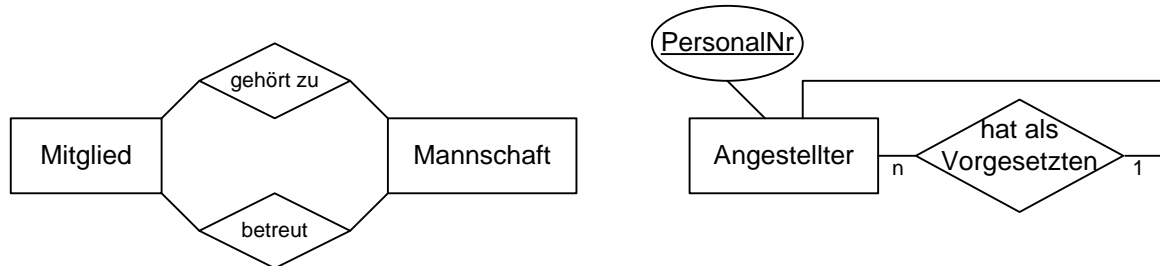 gehört zu
Mitglied
Mannschaft
betreut
PersonalNr
Angestellter
n
hat als
Vorgesetzten
1